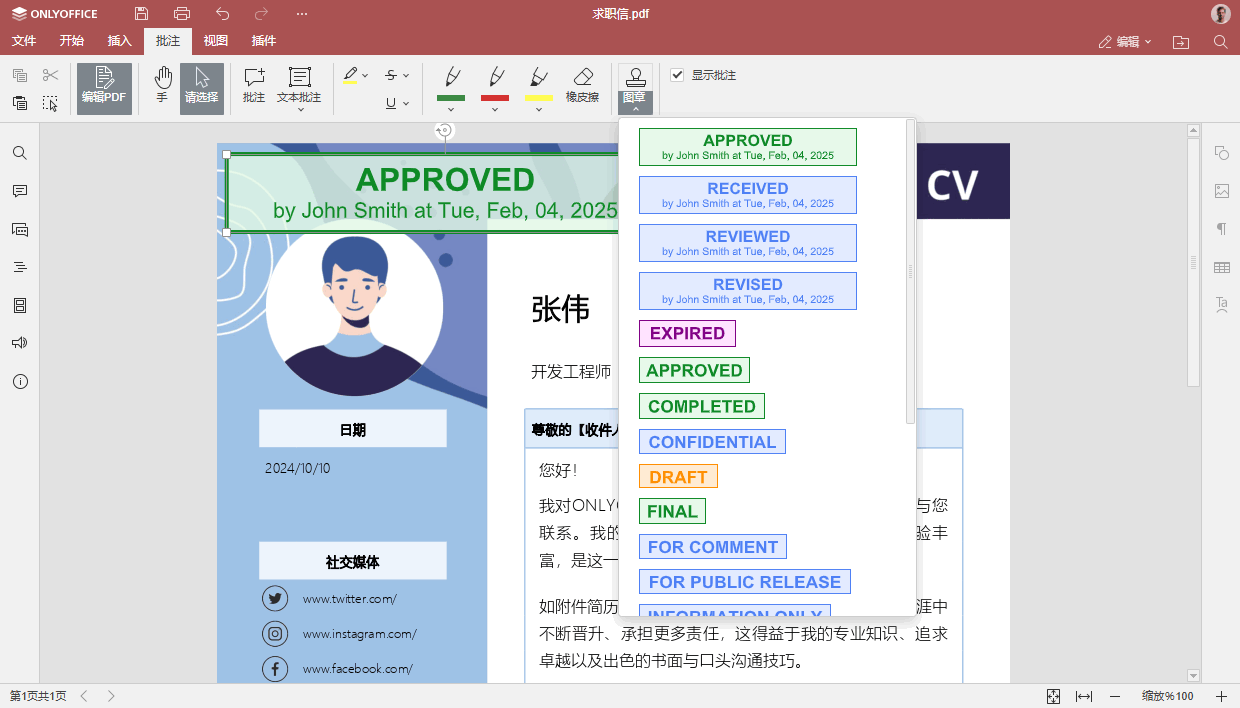 ONLYOFFICE
求职信.pdf
文件 开始 插入 批注 视图 插件
编辑
编辑PDF
手
请选择
批注
文本批注
橡皮擦
图章
显示批注
APPROVED
by John Smith at Tue, Feb, 04, 2025
CV
张伟
开发工程师
日期
2024/10/10
社交媒体
www.twitter.com/
www.instagram.com/
www.facebook.com/
尊敬的【收件人
您好!
我对ONLY 与您
联系。我的 验丰
富，是这一
如附件简历 涯中
不断晋升、承担更多责任，这得益于我的专业知识、追求
卓越以及出色的书面与口头沟通技巧。
APPROVED
by John Smith at Tue, Feb, 04, 2025
RECEIVED
by John Smith at Tue, Feb, 04, 2025
REVIEWED
by John Smith at Tue, Feb, 04, 2025
REVISED
by John Smith at Tue, Feb, 04, 2025
EXPIRED
APPROVED
COMPLETED
CONFIDENTIAL
DRAFT
FINAL
FOR COMMENT
FOR PUBLIC RELEASE
INFORMATION ONLY
第1页共1页
缩放%100